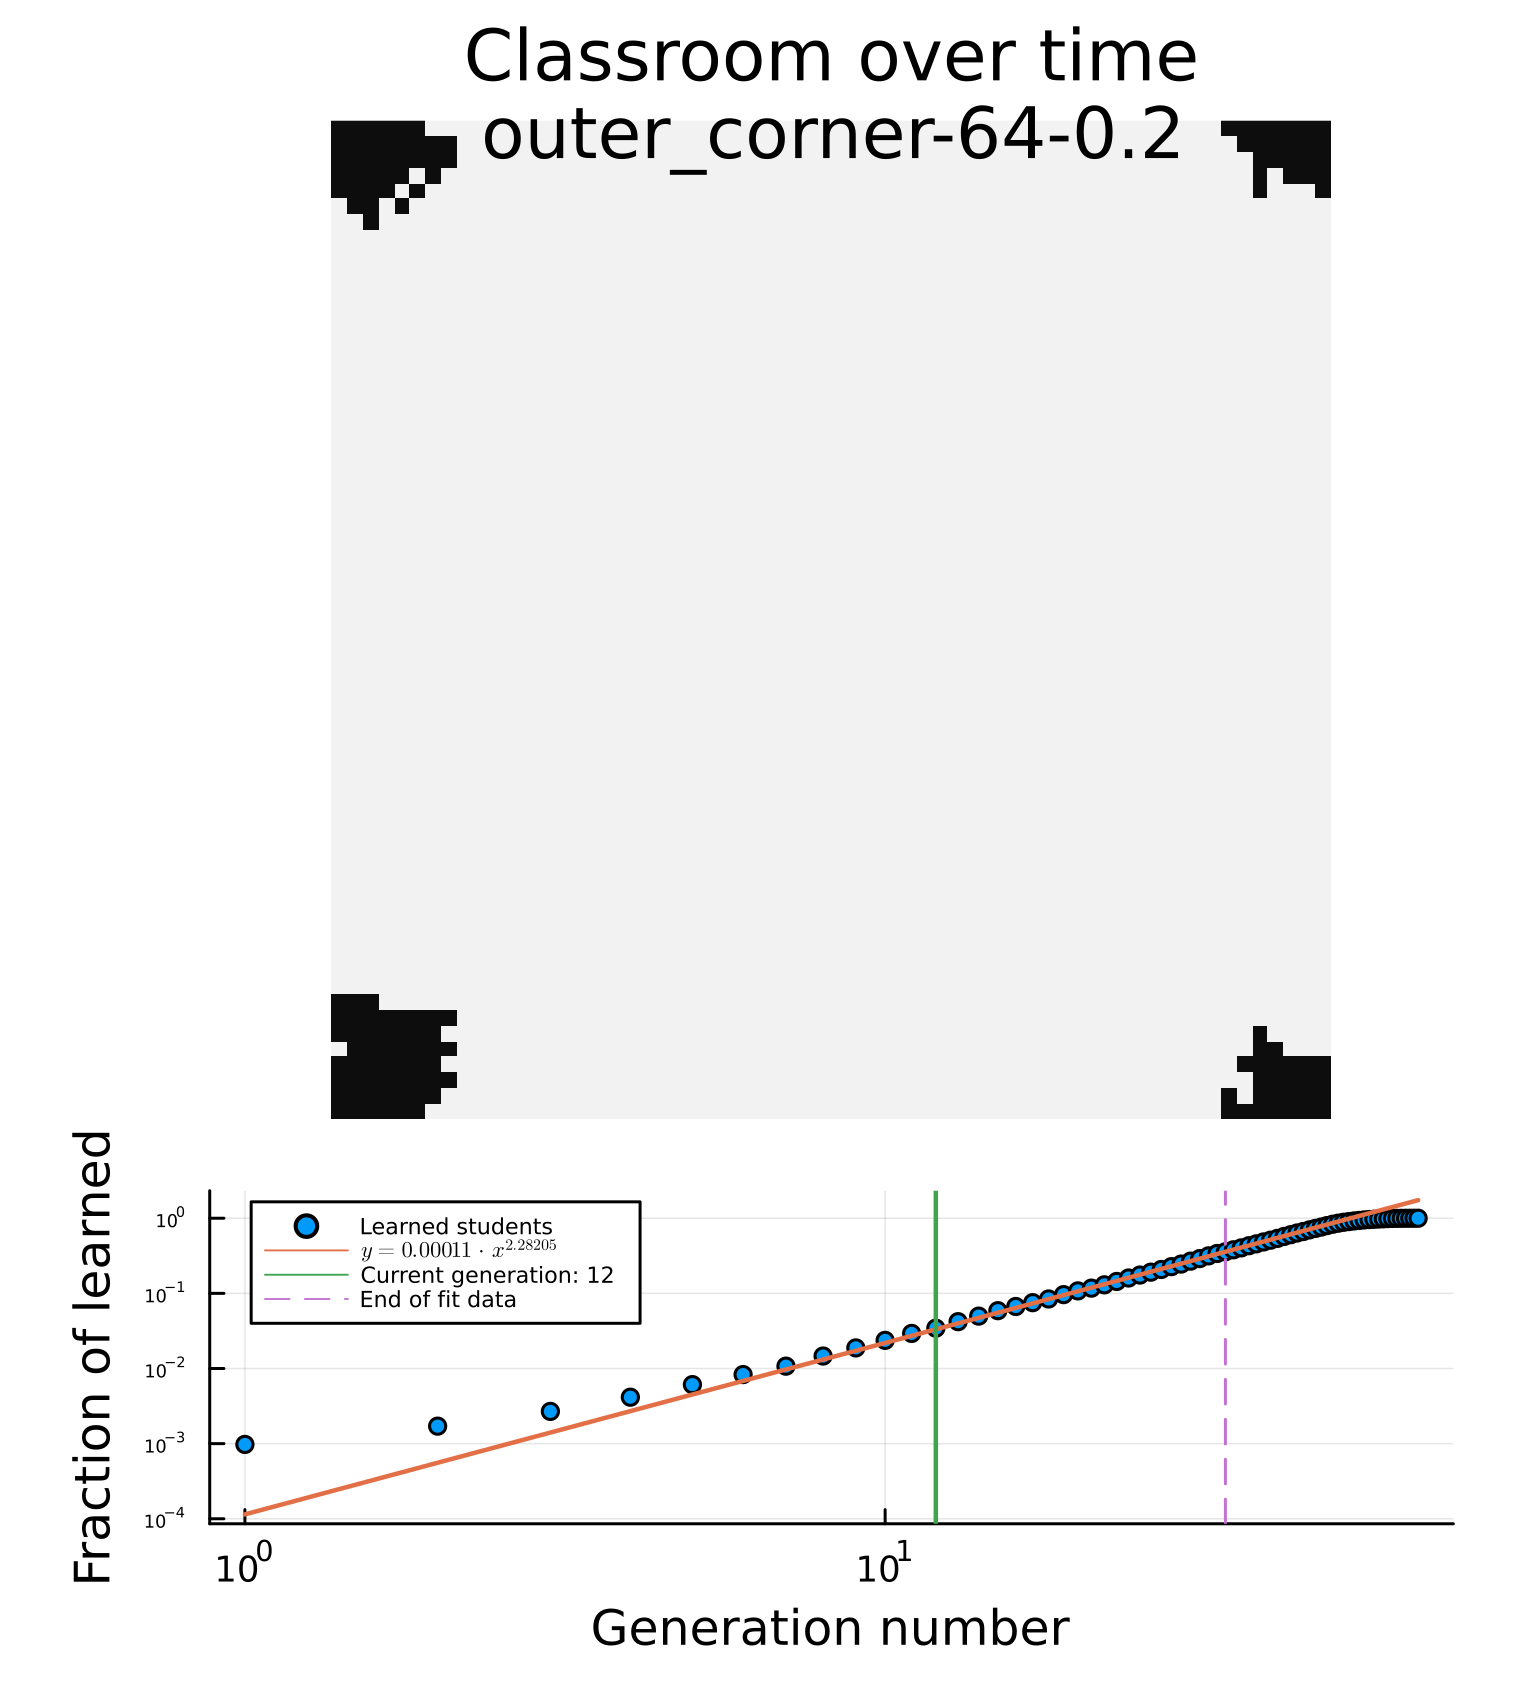 Classroom over time
outer_corner-64-0.2
Fraction of learned
10^0
10^-1
10^-2
10^-3
10^-4
Learned students
y = 0.00011 · x^2.28205
Current generation: 12
End of fit data
10^0
10^1
Generation number